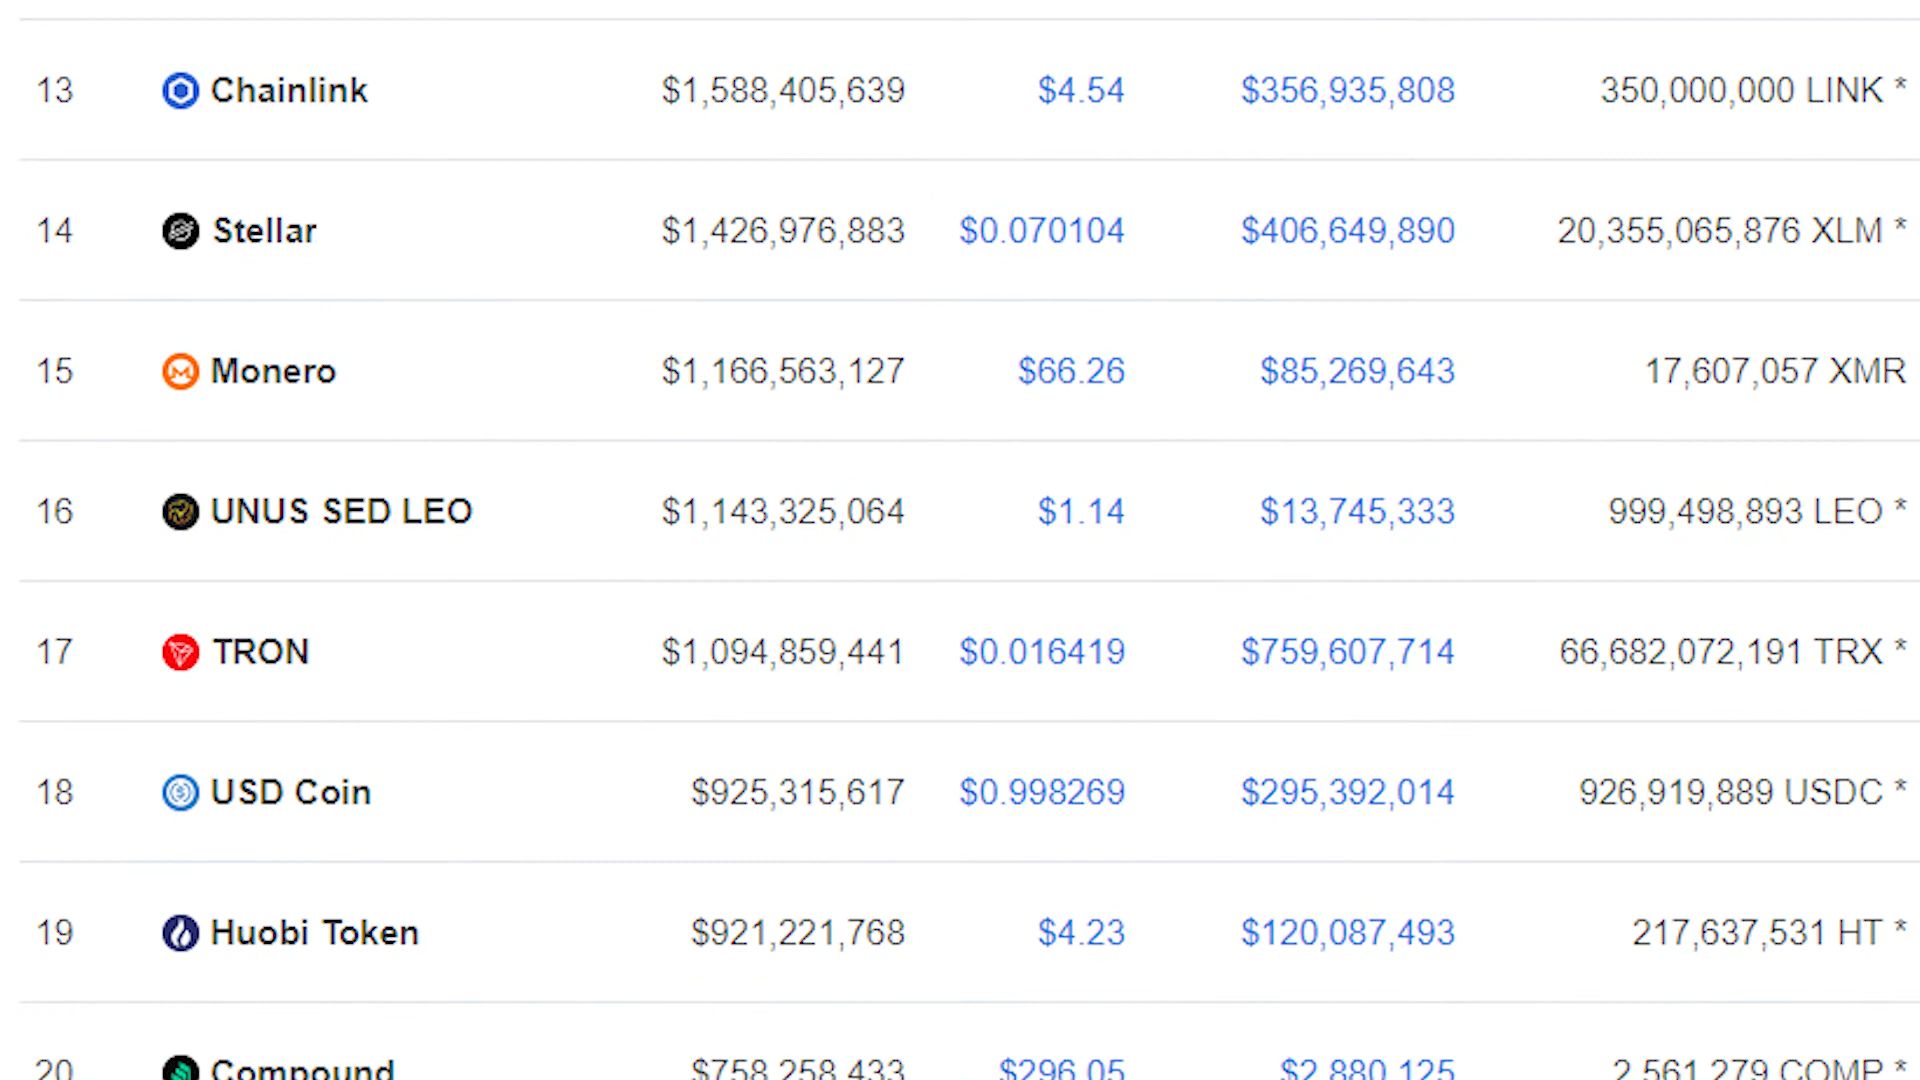 13 Chainlink $1,588,405,639 $4.54 $356,935,808 350,000,000 LINK *
14 Stellar $1,426,976,883 $0.070104 $406,649,890 20,355,065,876 XLM *
15 Monero $1,166,563,127 $66.26 $85,269,643 17,607,057 XMR
16 UNUS SED LEO $1,143,325,064 $1.14 $13,745,333 999,498,893 LEO *
17 TRON $1,094,859,441 $0.016419 $759,607,714 66,682,072,191 TRX *
18 USD Coin $925,315,617 $0.998269 $295,392,014 926,919,889 USDC *
19 Huobi Token $921,221,768 $4.23 $120,087,493 217,637,531 HT *
20 Compound $758,258,433 $296.05 $2,880,125 2,561,279 COMP *